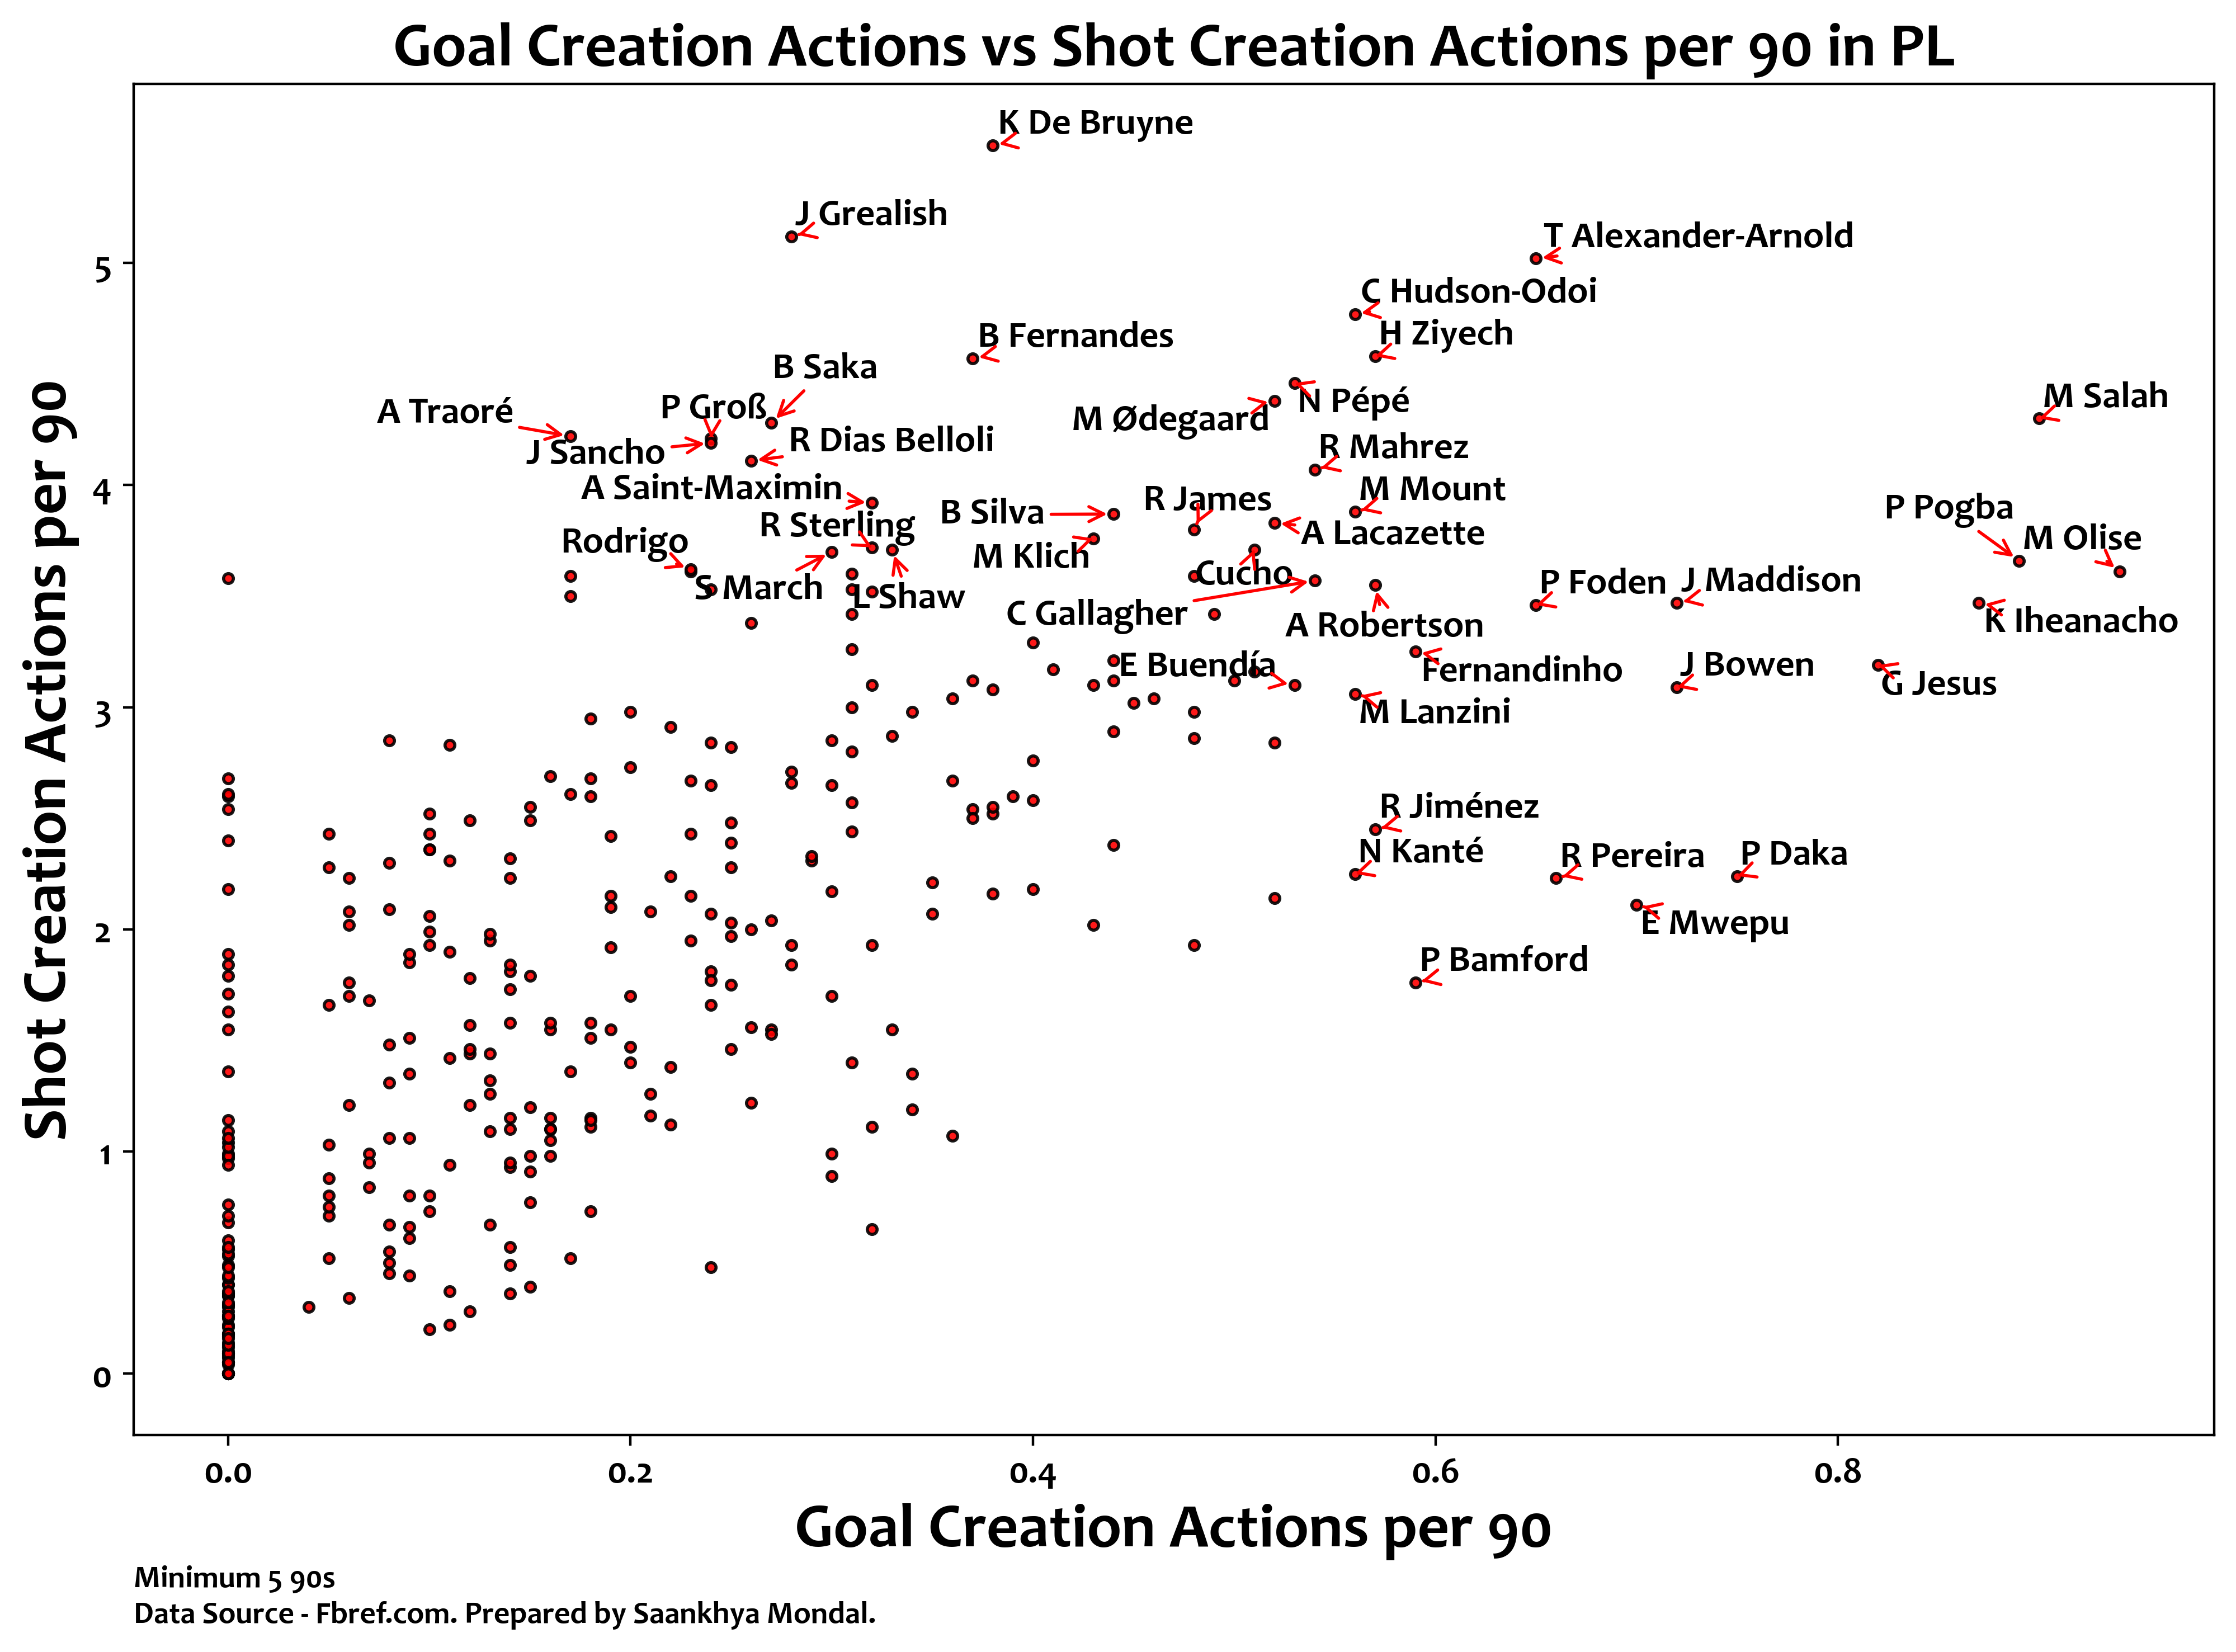 Goal Creation Actions vs Shot Creation Actions per 90 in PL
K De Bruyne
J Grealish
T Alexander-Arnold
C Hudson-Odoi
B Fernandes
H Ziyech
B Saka
A Traoré
P Groß
N Pépé
M Salah
M Ødegaard
J Sancho
R Dias Belloli
R Mahrez
A Saint-Maximin
M Mount
R James
B Silva
P Pogba
R Sterling
A Lacazette
Rodrigo
M Klich
M Olise
S March
L Shaw
Cucho
P Foden
J Maddison
C Gallagher
A Robertson
K Iheanacho
E Buendía
Fernandinho
J Bowen
G Jesus
M Lanzini
R Jiménez
N Kanté
R Pereira
P Daka
E Mwepu
P Bamford
Shot Creation Actions per 90
5
4
3
2
1
0
0.0 0.2 0.4 0.6 0.8
Goal Creation Actions per 90
Minimum 5 90s
Data Source - Fbref.com. Prepared by Saankhya Mondal.